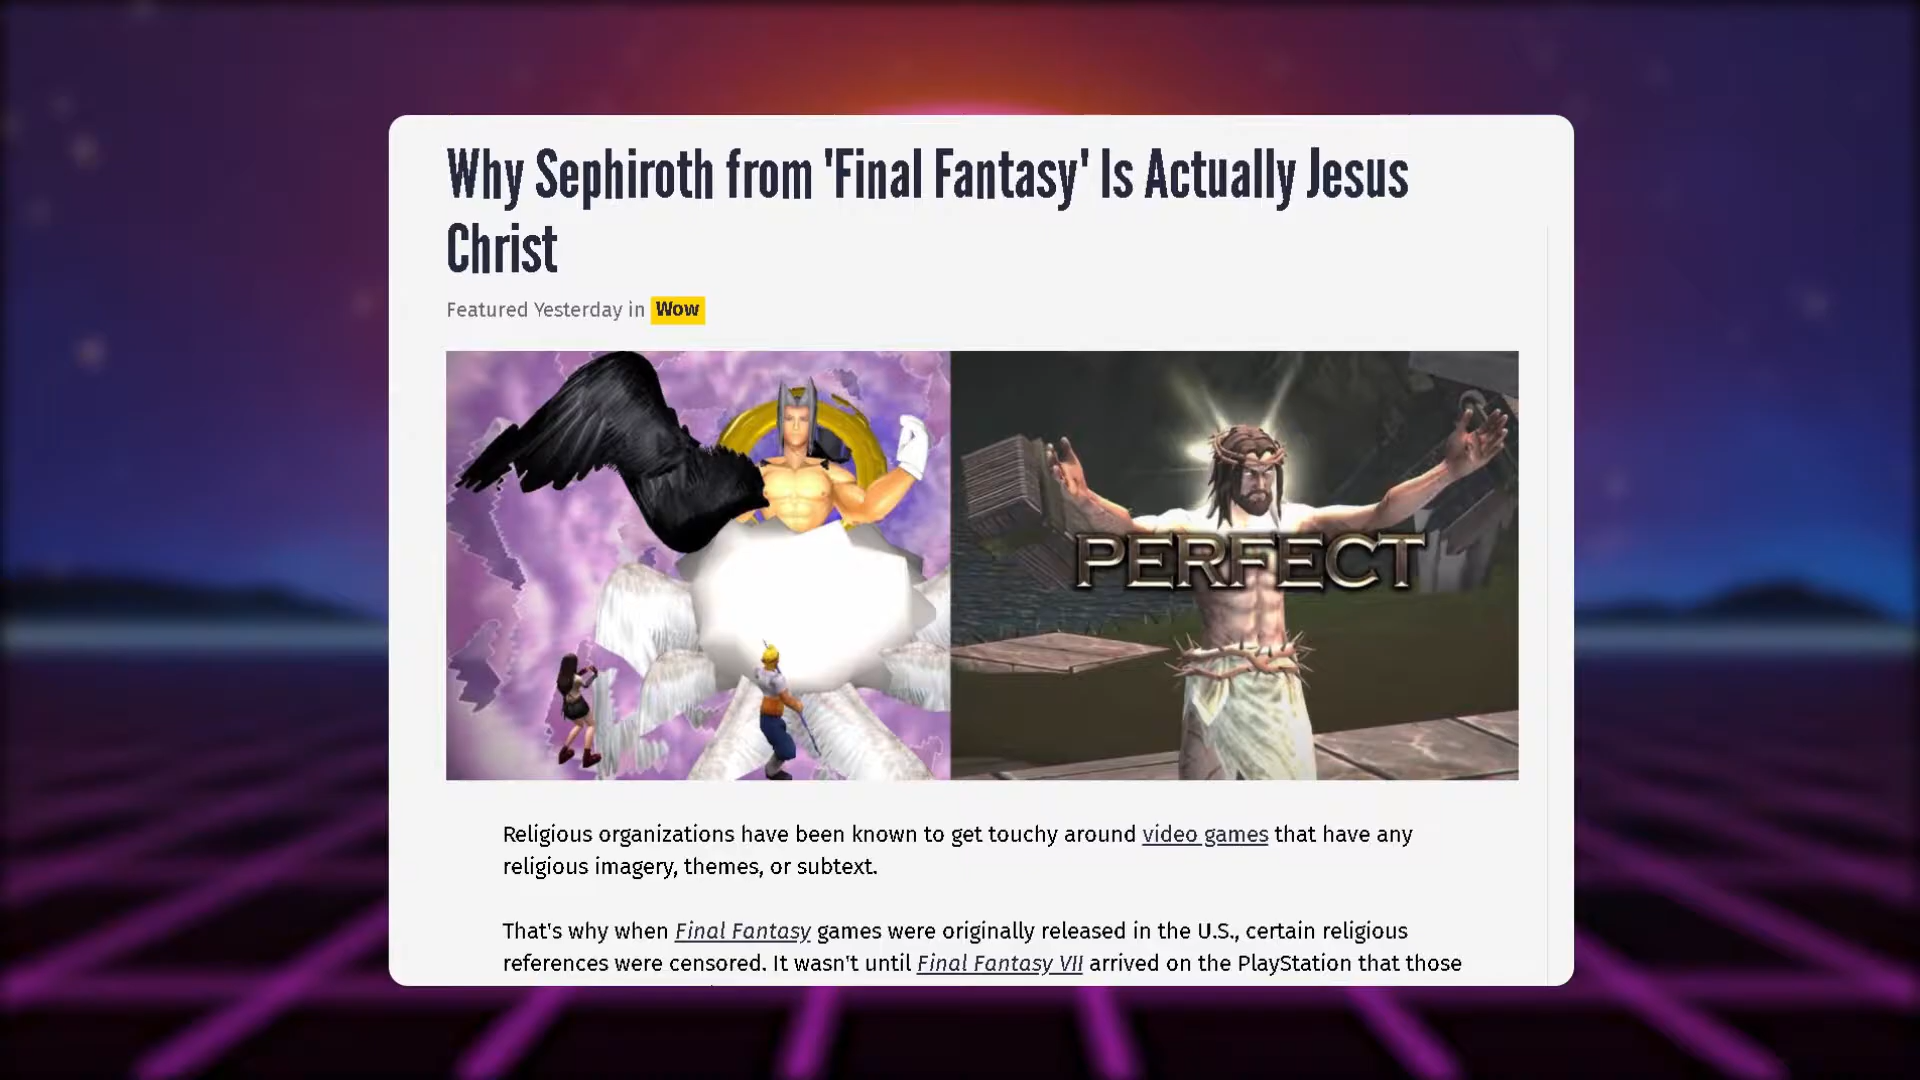 Why Sephiroth from 'Final Fantasy' Is Actually Jesus
Christ
Featured Yesterday in Wow
PERFECT
Religious organizations have been known to get touchy around video games that have any
religious imagery, themes, or subtext.
That's why when Final Fantasy games were originally released in the U.S., certain religious
references were censored. It wasn't until Final Fantasy VII arrived on the PlayStation that those